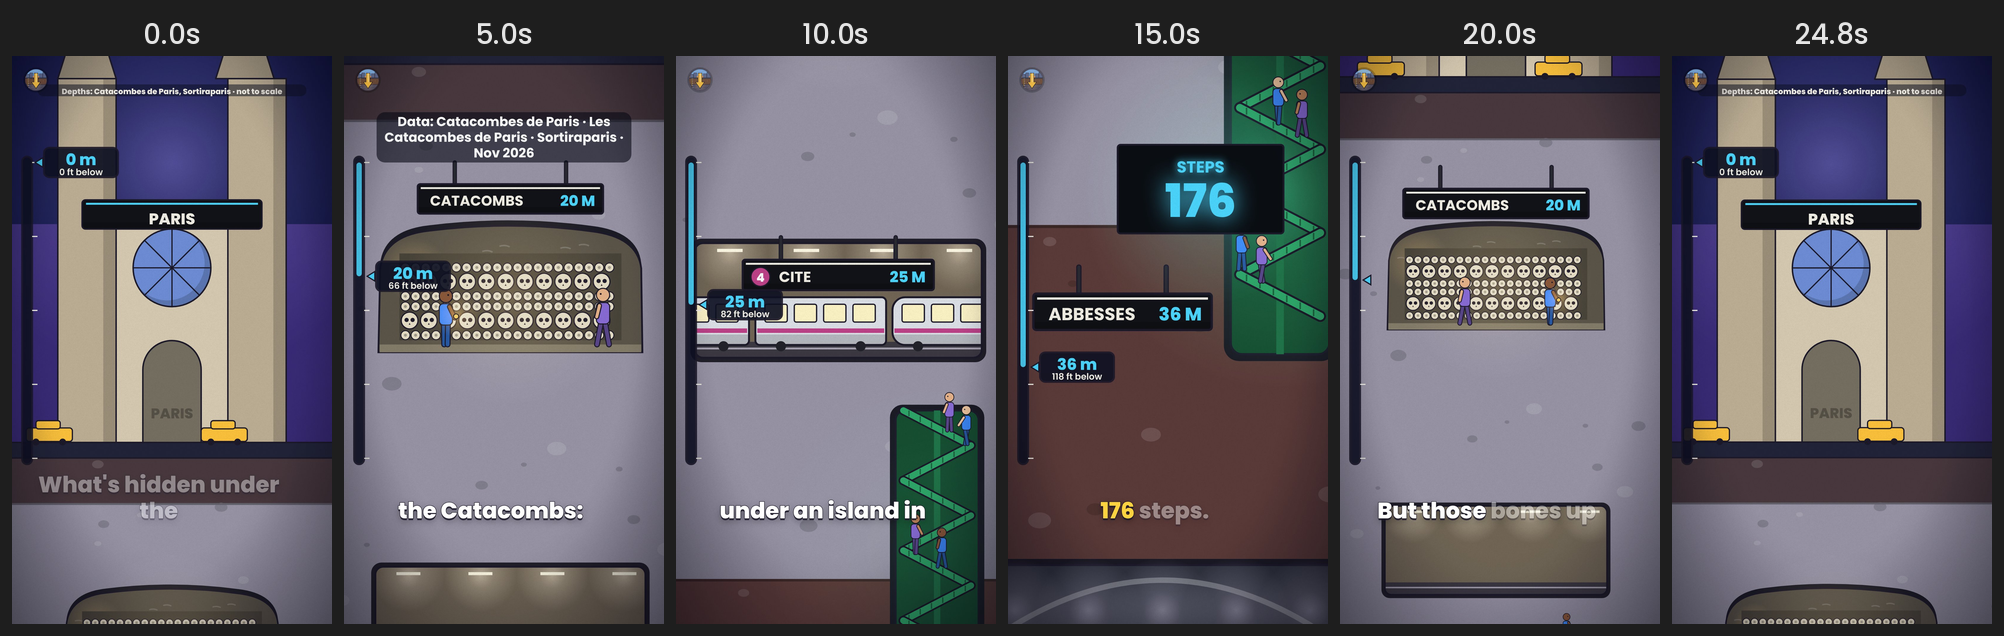 0.0s
Depths: Catacombes de Paris, Sortiraparis · not to scale
0 m
0 ft below
PARIS
PARIS
What's hidden under
the
5.0s
Data: Catacombes de Paris · Les
Catacombes de Paris · Sortiraparis ·
Nov 2026
CATACOMBS 20 M
20 m
66 ft below
the Catacombs:
10.0s
4 CITE 25 M
25 m
82 ft below
under an island in
15.0s
STEPS
176
ABBESSES 36 M
36 m
118 ft below
176 steps.
20.0s
CATACOMBS 20 M
But those bones up
24.8s
Depths: Catacombes de Paris, Sortiraparis · not to scale
0 m
0 ft below
PARIS
PARIS